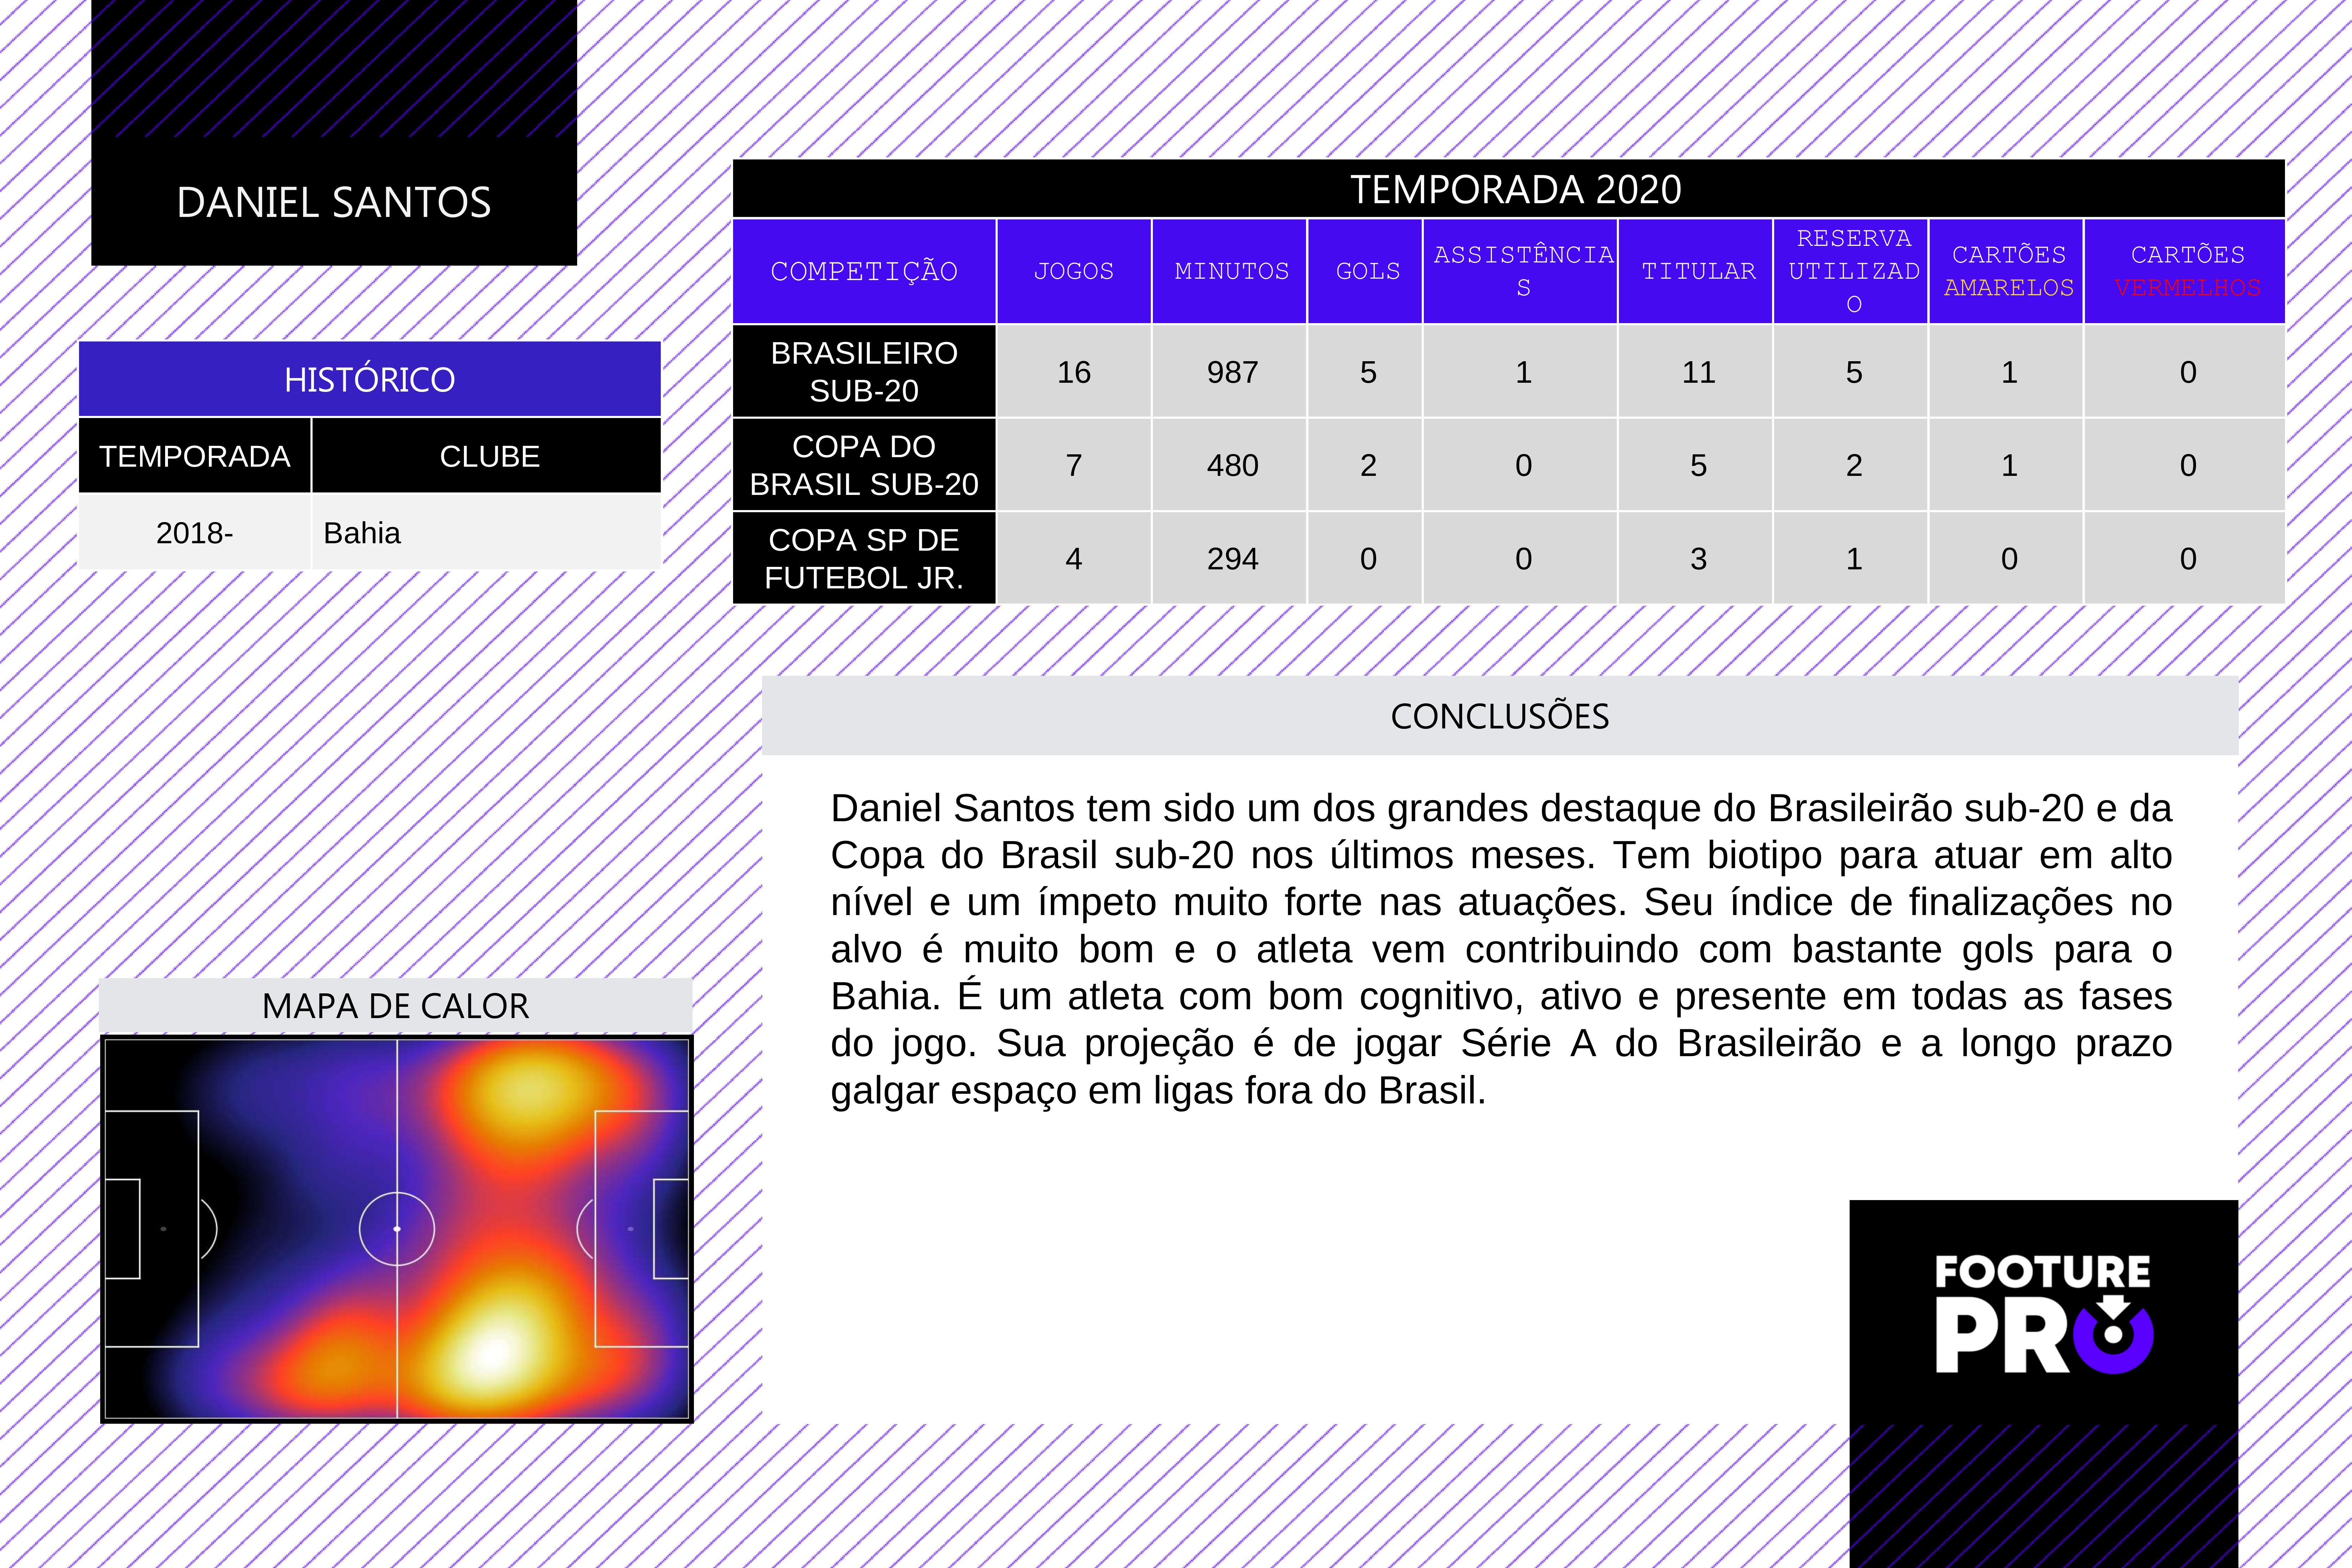 DANIEL SANTOS
HISTÓRICO
TEMPORADA CLUBE
2018- Bahia
TEMPORADA 2020
COMPETIÇÃO JOGOS MINUTOS GOLS ASSISTÊNCIA
S TITULAR RESERVA
UTILIZAD
O CARTÕES
AMARELOS CARTÕES
VERMELHOS
BRASILEIRO
SUB-20 16 987 5 1 11 5 1 0
COPA DO
BRASIL SUB-20 7 480 2 0 5 2 1 0
COPA SP DE
FUTEBOL JR. 4 294 0 0 3 1 0 0
MAPA DE CALOR
CONCLUSÕES
Daniel Santos tem sido um dos grandes destaque do Brasileirão sub-20 e da
Copa do Brasil sub-20 nos últimos meses. Tem biotipo para atuar em alto
nível e um ímpeto muito forte nas atuações. Seu índice de finalizações no
alvo é muito bom e o atleta vem contribuindo com bastante gols para o
Bahia. É um atleta com bom cognitivo, ativo e presente em todas as fases
do jogo. Sua projeção é de jogar Série A do Brasileirão e a longo prazo
galgar espaço em ligas fora do Brasil.
FOOTURE
PRO